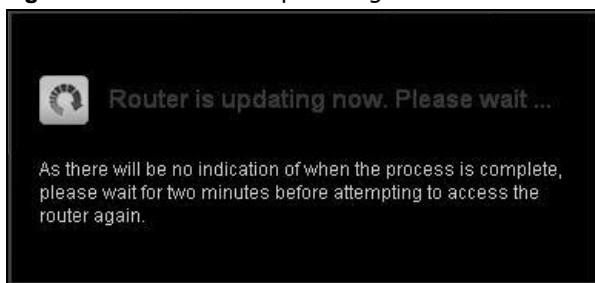 Router is updating now. Please wait ...
As there will be no indication of when the process is complete,
please wait for two minutes before attempting to access the
router again.